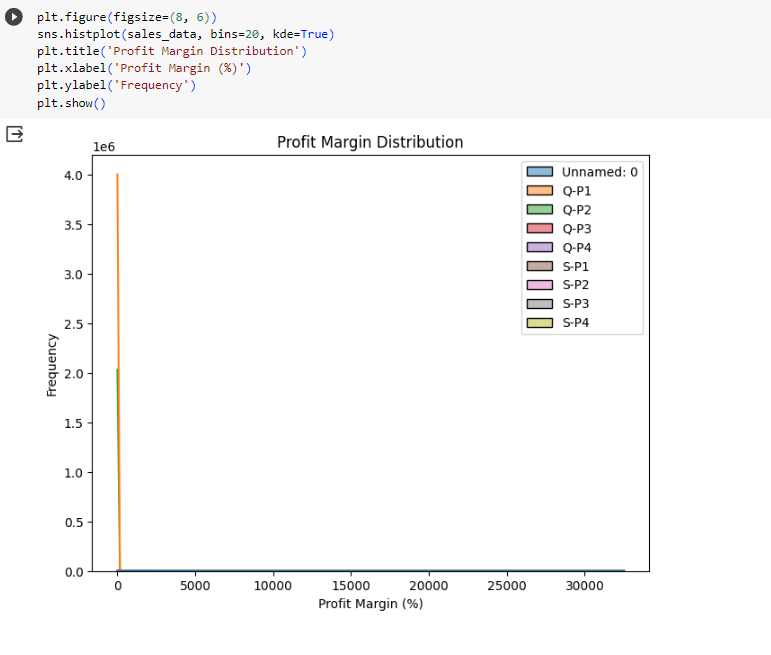 plt.figure(figsize=(8, 6))
sns.histplot(sales_data, bins=20, kde=True)
plt.title('Profit Margin Distribution')
plt.xlabel('Profit Margin (%)')
plt.ylabel('Frequency')
plt.show()
Profit Margin Distribution
1e6
Unnamed: 0
Q-P1
Q-P2
Q-P3
Q-P4
S-P1
S-P2
S-P3
S-P4
4.0
3.5
3.0
2.5
2.0
1.5
1.0
0.5
0.0
Frequency
0 5000 10000 15000 20000 25000 30000
Profit Margin (%)